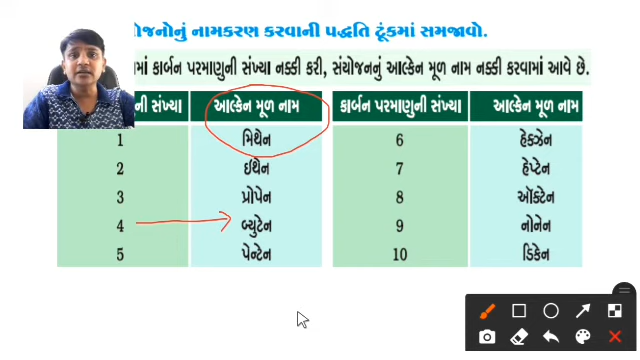 જનોનું નામકરણ કરવાની પદ્ધતિ ટૂંકમાં સમજાવો.
માં કાર્બન પરમાણુની સંખ્યા નક્કી કરી, સંયોજનનું આલ્કેન મૂળ નામ નક્કી કરવામાં આવે છે.
ની સંખ્યા આલ્કેન મૂળ નામ કાર્બન પરમાણુની સંખ્યા આલ્કેન મૂળ નામ
1 મિથેન 6 હેક્ઝેન
2 ઈથેન 7 હેપ્ટેન
3 પ્રોપેન 8 ઑક્ટેન
4 બ્યુટેન 9 નોનેન
5 પેન્ટેન 10 ડિકેન